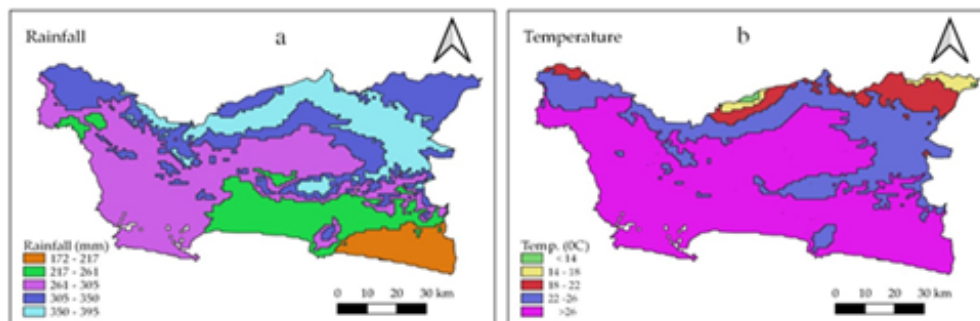 Rainfall
a
Rainfall (mm)
172 - 217
217 - 261
261 - 305
305 - 350
350 - 395
0 10 20 30 km
Temperature
b
Temp. (0C)
< 14
14 - 18
18 - 22
22 -26
>26
0 10 20 30 km